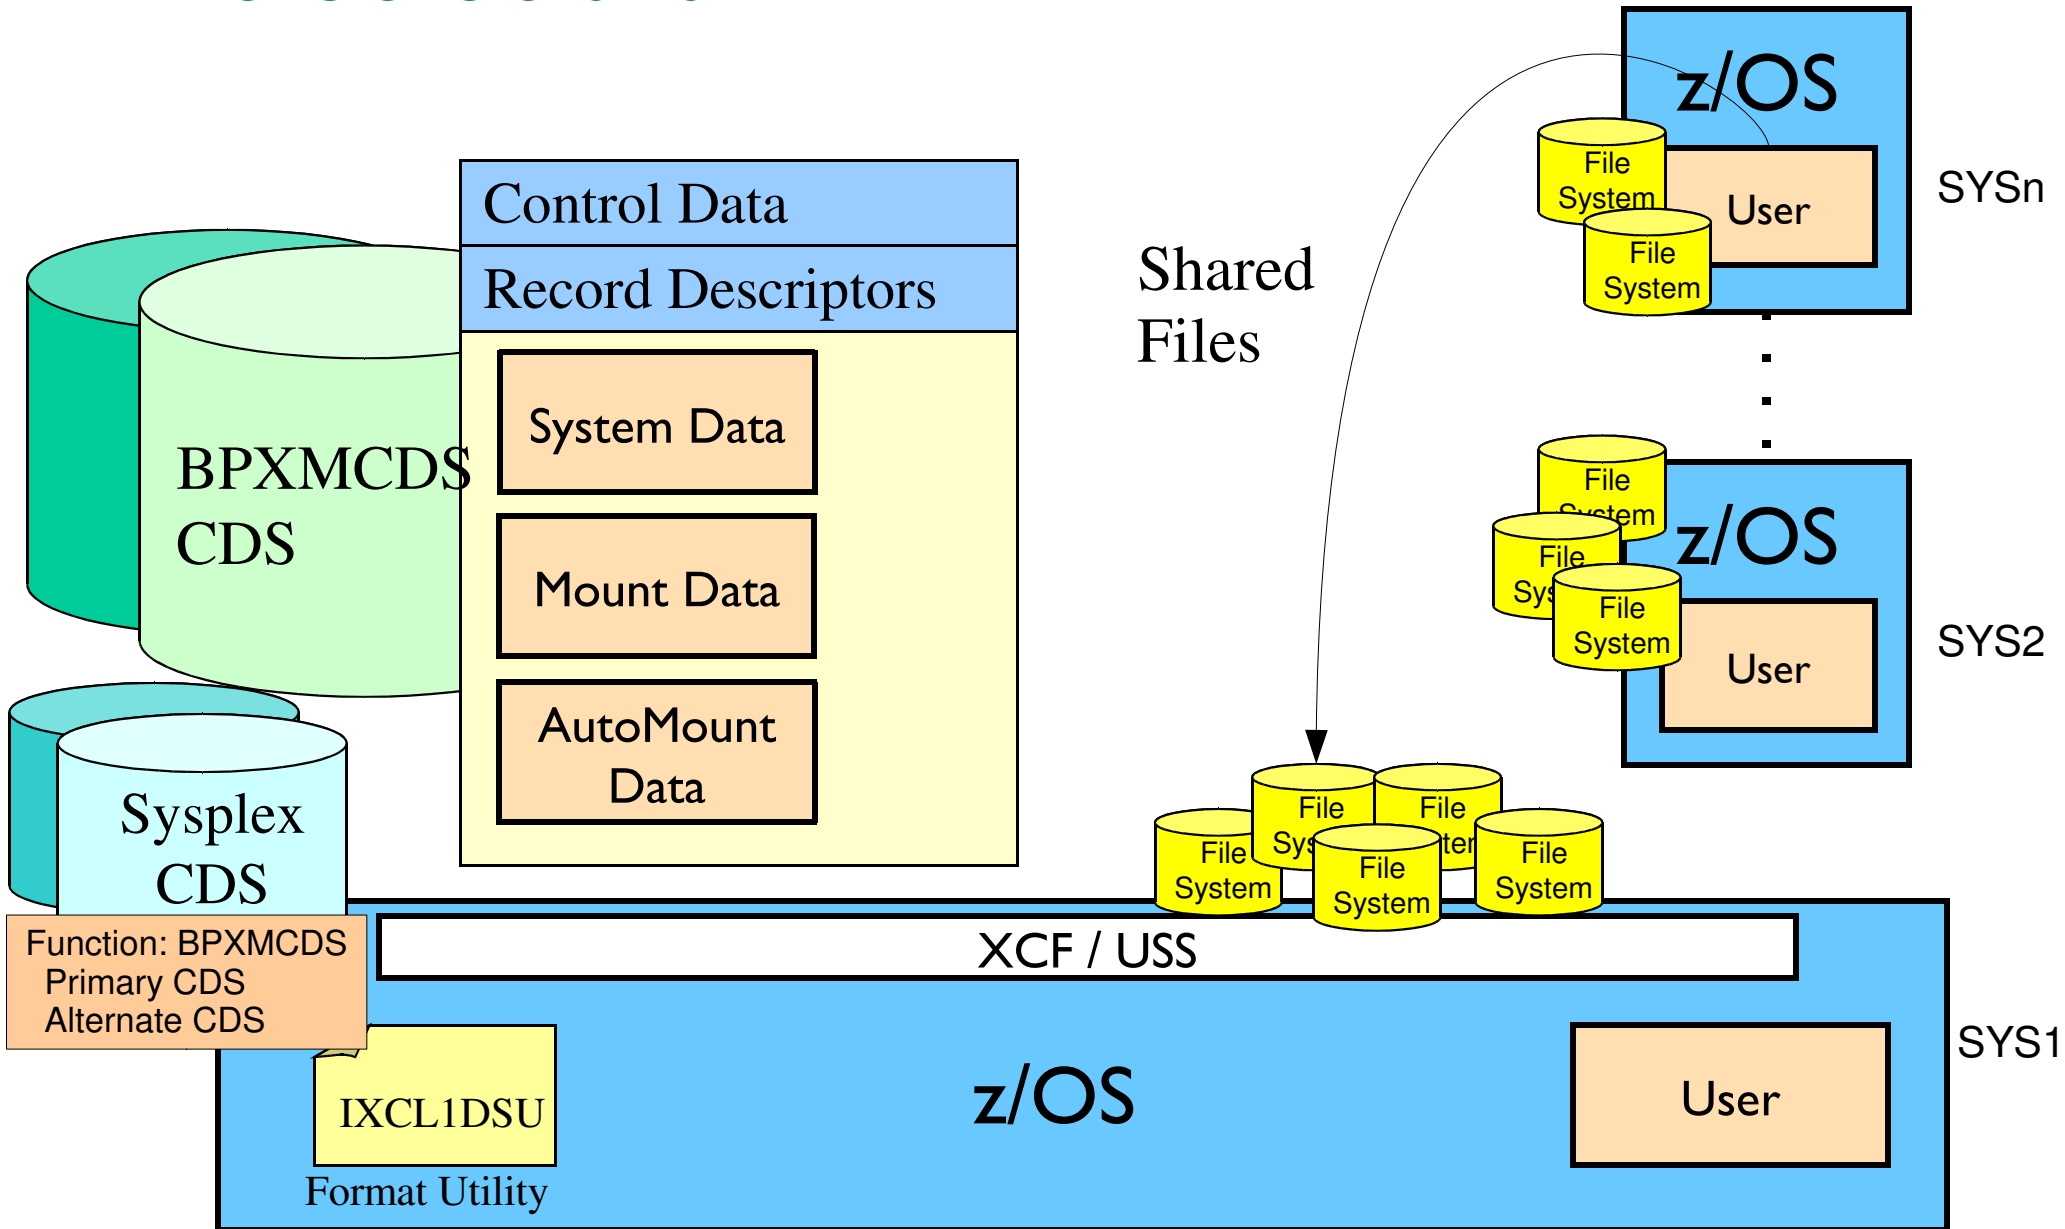 z/OS
File
System
User
SYSn
File
System
Control Data
Record Descriptors
System Data
Mount Data
AutoMount
Data
BPXMCDS
CDS
Shared
Files
File
System
z/OS
File
File
System
User
SYS2
Sysplex
CDS
Function: BPXMCDS
Primary CDS
Alternate CDS
File
File
File
System
File
System
File
System
XCF / USS
IXCL1DSU
Format Utility
z/OS
User
SYS1